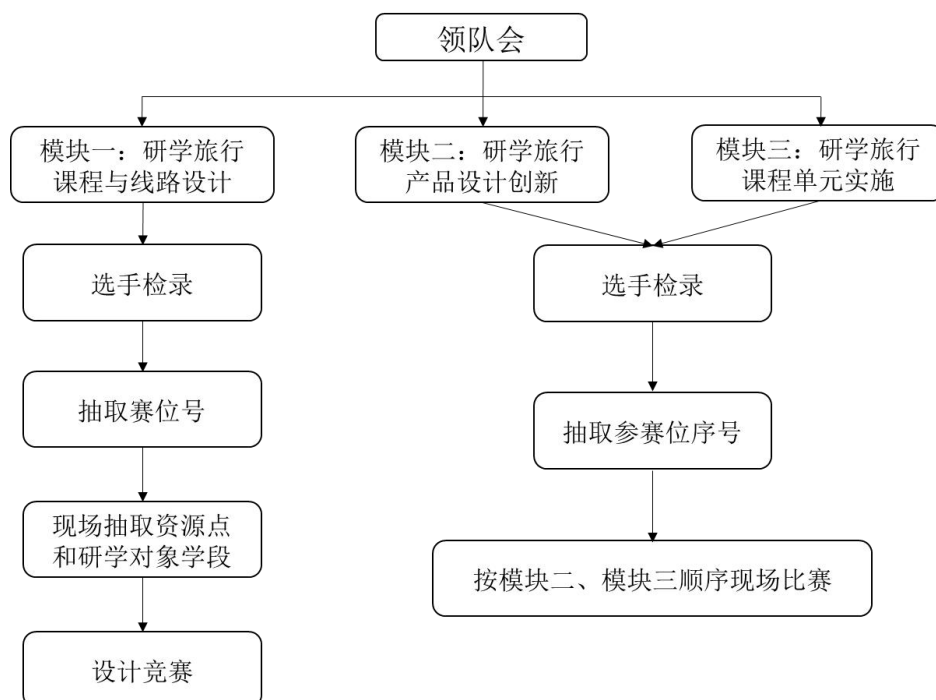 领队会
模块一：研学旅行
课程与线路设计
模块二：研学旅行
产品设计创新
模块三：研学旅行
课程单元实施
选手检录
选手检录
抽取赛位号
抽取参赛位序号
现场抽取资源点
和研学对象学段
按模块二、模块三顺序现场比赛
设计竞赛